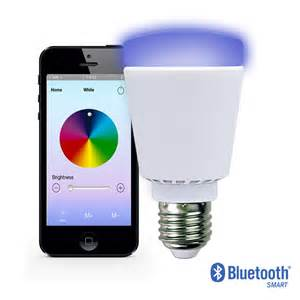 Home
White
Brightness
M-
M+
Bluetooth®
SMART